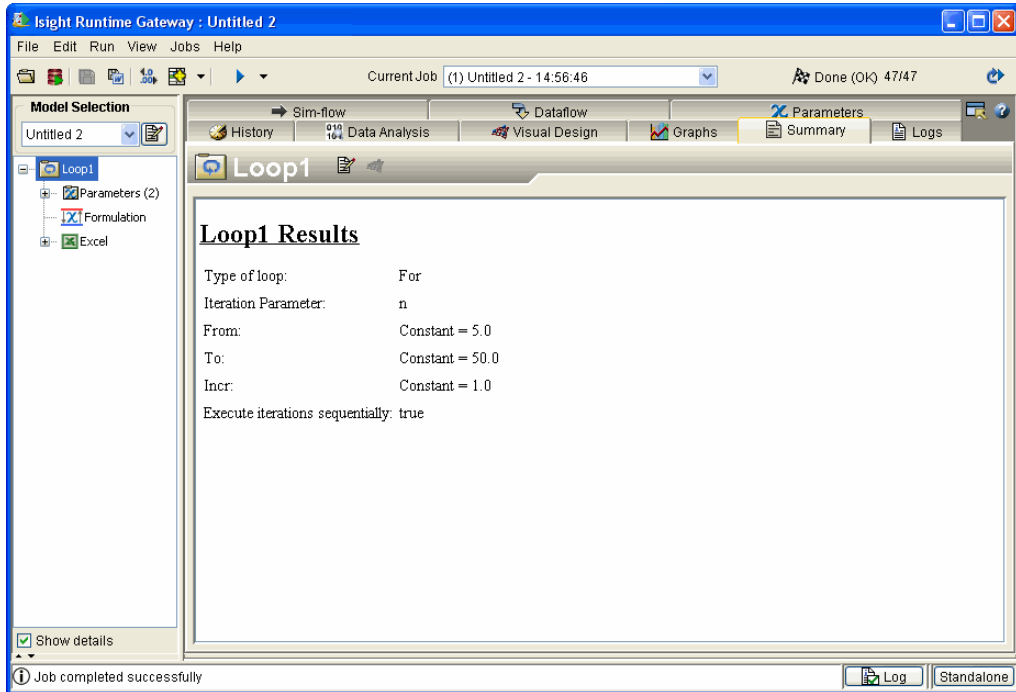 Isight Runtime Gateway : Untitled 2
File Edit Run View Jobs Help
Current Job (1) Untitled 2 - 14:56:46 Done (OK) 47/47
Model Selection
Untitled 2
Loop1
Parameters (2)
Formulation
Excel
Show details
Sim-flow Dataflow Parameters
History Data Analysis Visual Design Graphs Summary Logs
Loop1
Loop1 Results
Type of loop: For
Iteration Parameter: n
From: Constant = 5.0
To: Constant = 50.0
Incr: Constant = 1.0
Execute iterations sequentially: true
Job completed successfully Log Standalone